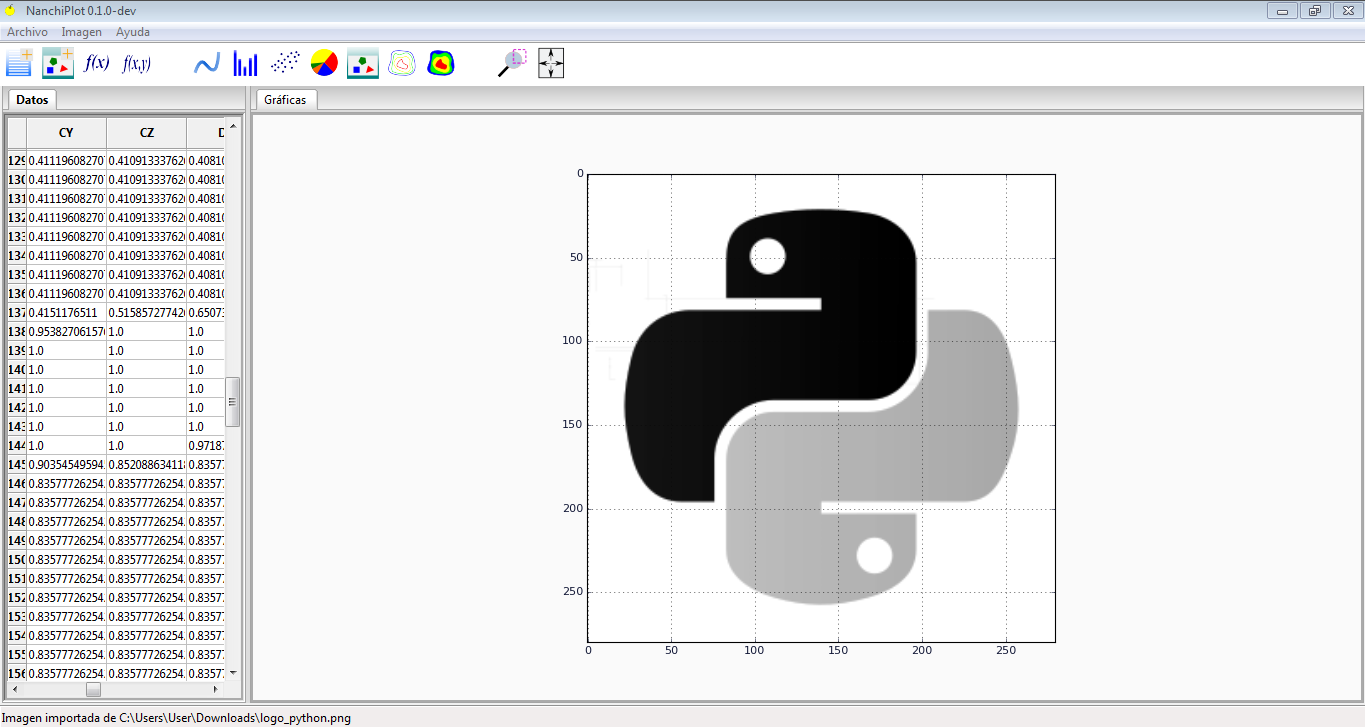 NanchiPlot 0.1.0-dev
Archivo Imagen Ayuda
f(x) f(x,y)
Datos
Gráficas
CY CZ
129 0.41119608270 0.41091333762 0.4081
130 0.41119608270 0.41091333762 0.4081
131 0.41119608270 0.41091333762 0.4081
132 0.41119608270 0.41091333762 0.4081
133 0.41119608270 0.41091333762 0.4081
134 0.41119608270 0.41091333762 0.4081
135 0.41119608270 0.41091333762 0.4081
136 0.41119608270 0.41091333762 0.4081
137 0.4151176511 0.51585727742 0.6507
138 0.95382706157 1.0 1.0
139 1.0 1.0 1.0
140 1.0 1.0 1.0
141 1.0 1.0 1.0
142 1.0 1.0 1.0
143 1.0 1.0 1.0
144 1.0 1.0 0.9718
145 0.90354549594 0.85208863411 0.8357
146 0.83577726254 0.83577726254 0.8357
147 0.83577726254 0.83577726254 0.8357
148 0.83577726254 0.83577726254 0.8357
149 0.83577726254 0.83577726254 0.8357
150 0.83577726254 0.83577726254 0.8357
151 0.83577726254 0.83577726254 0.8357
152 0.83577726254 0.83577726254 0.8357
153 0.83577726254 0.83577726254 0.8357
154 0.83577726254 0.83577726254 0.8357
155 0.83577726254 0.83577726254 0.8357
156 0.83577726254 0.83577726254 0.8357
0
50
100
150
200
250
0 50 100 150 200 250
Imagen importada de C:\Users\User\Downloads\logo_python.png